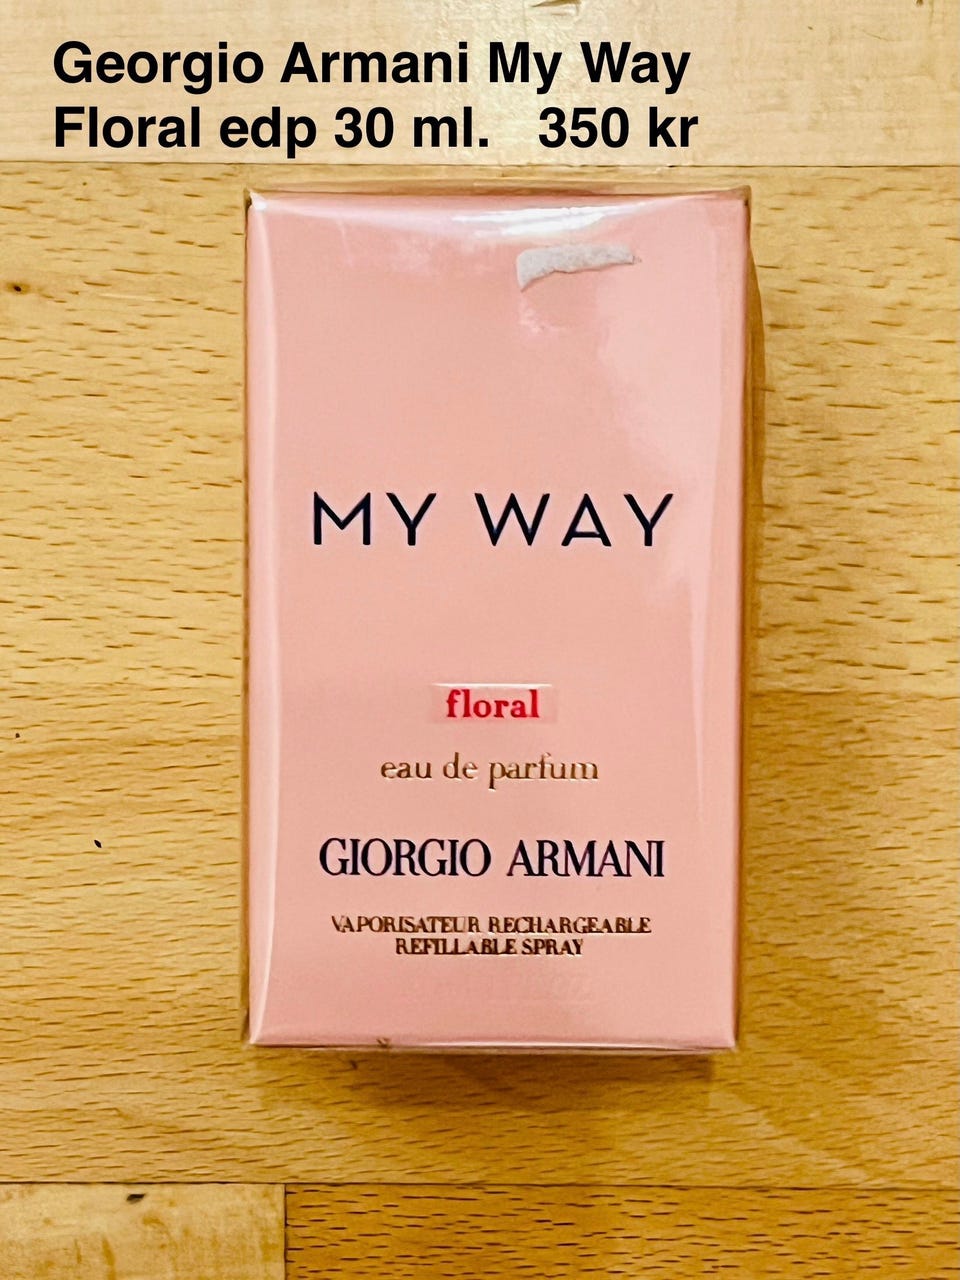 Georgio Armani My Way
Floral edp 30 ml.   350 kr
MY WAY
floral
eau de parfum
GIORGIO ARMANI
VAPORISATEUR RECHARGEABLE
REFILLABLE SPRAY